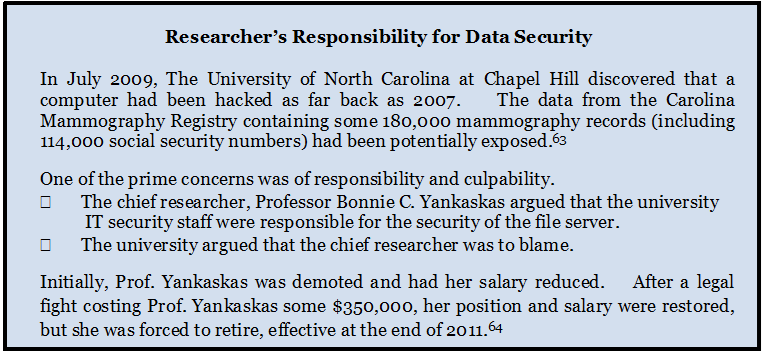 Researcher’s Responsibility for Data Security
In July 2009, The University of North Carolina at Chapel Hill discovered that a
computer had been hacked as far back as 2007. The data from the Carolina
Mammography Registry containing some 180,000 mammography records (including
114,000 social security numbers) had been potentially exposed.63
One of the prime concerns was of responsibility and culpability.
□ The chief researcher, Professor Bonnie C. Yankaskas argued that the university
IT security staff were responsible for the security of the file server.
□ The university argued that the chief researcher was to blame.
Initially, Prof. Yankaskas was demoted and had her salary reduced. After a legal
fight costing Prof. Yankaskas some $350,000, her position and salary were restored,
but she was forced to retire, effective at the end of 2011.64